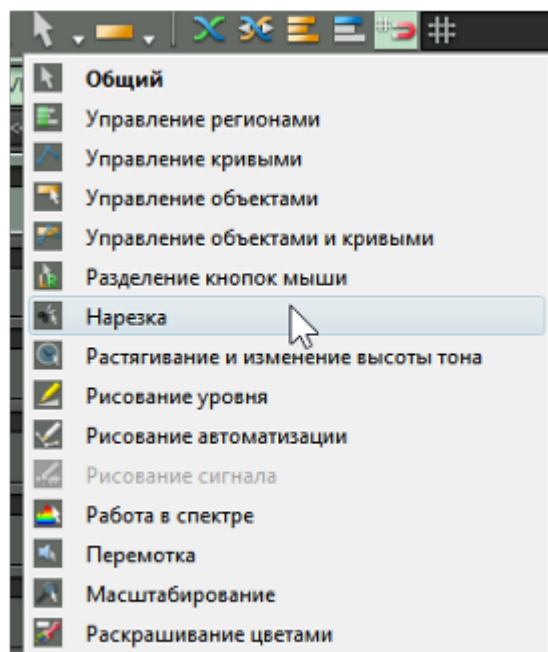 Общий
Управление регионами
Управление кривыми
Управление объектами
Управление объектами и кривыми
Разделение кнопок мыши
Нарезка
Растягивание и изменение высоты тона
Рисование уровня
Рисование автоматизации
Рисование сигнала
Работа в спектре
Перемотка
Масштабирование
Раскрашивание цветами